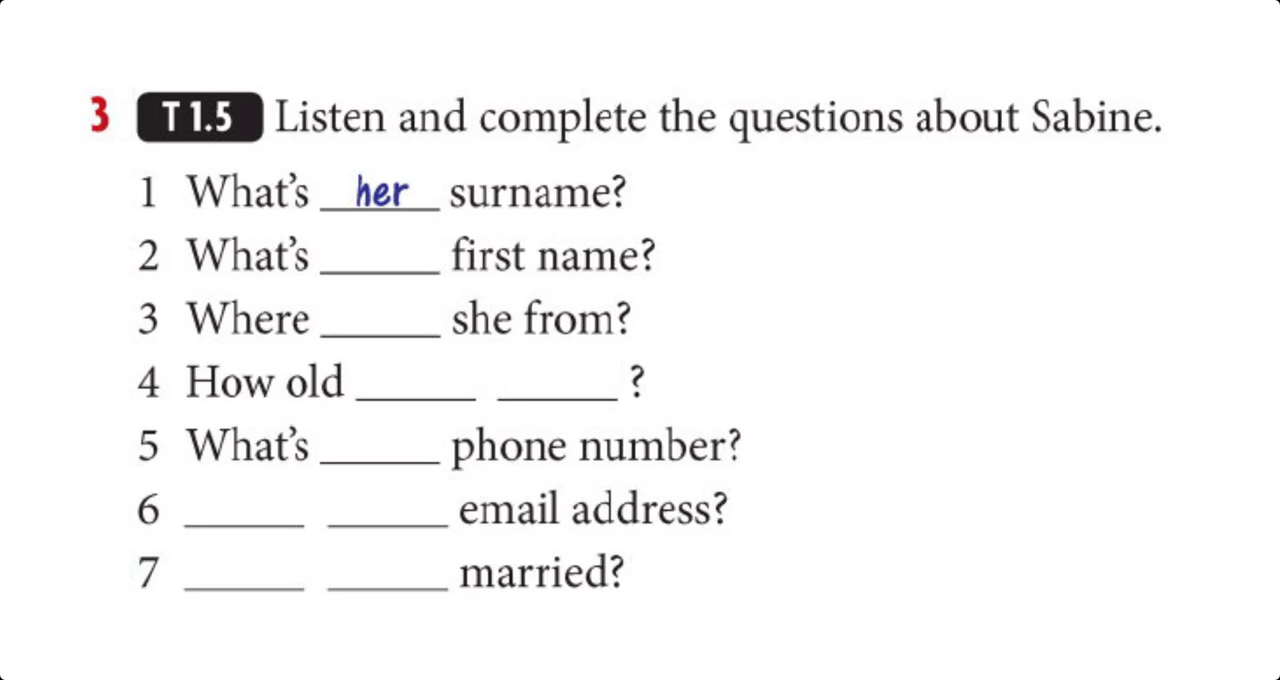 3 T 1.5 Listen and complete the questions about Sabine.
1 What's her surname?
2 What's ______ first name?
3 Where ______ she from?
4 How old ______ ______ ?
5 What's ______ phone number?
6 ______ ______ email address?
7 ______ ______ married?